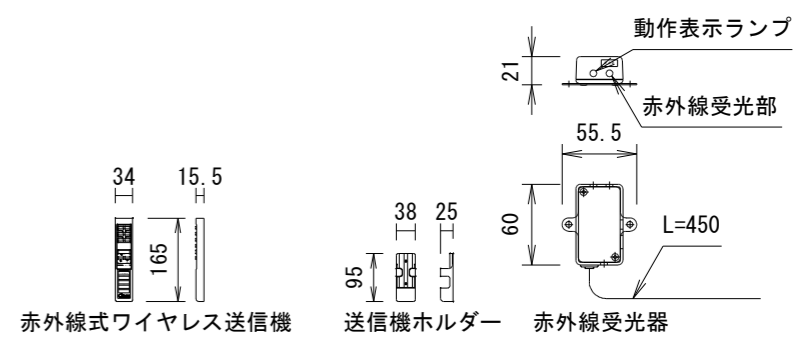 動作表示ランプ
21
赤外線受光部
55.5
34
15.5
165
38
25
95
60
L=450
赤外線式ワイヤレス送信機
送信機ホルダー
赤外線受光器